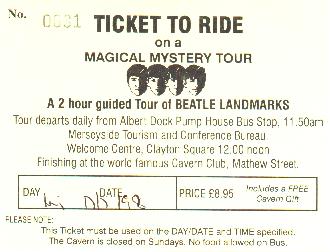 No. 0031 TICKET TO RIDE
on a
MAGICAL MYSTERY TOUR
A 2 hour guided Tour of BEATLE LANDMARKS
Tour departs daily from Albert Dock Pump House Bus Stop, 11.50am
Merseyside Tourism and Conference Bureau
Welcome Centre, Clayton Square 12.00 noon
Finishing at the world famous Cavern Club, Mathew Street.
DAY DATE PRICE £8.95 Includes a FREE
Cavern Gift
PLEASE NOTE:
This Ticket must be used on the DAY/DATE and TIME specified.
The Cavern is closed on Sundays. No food allowed on Bus.